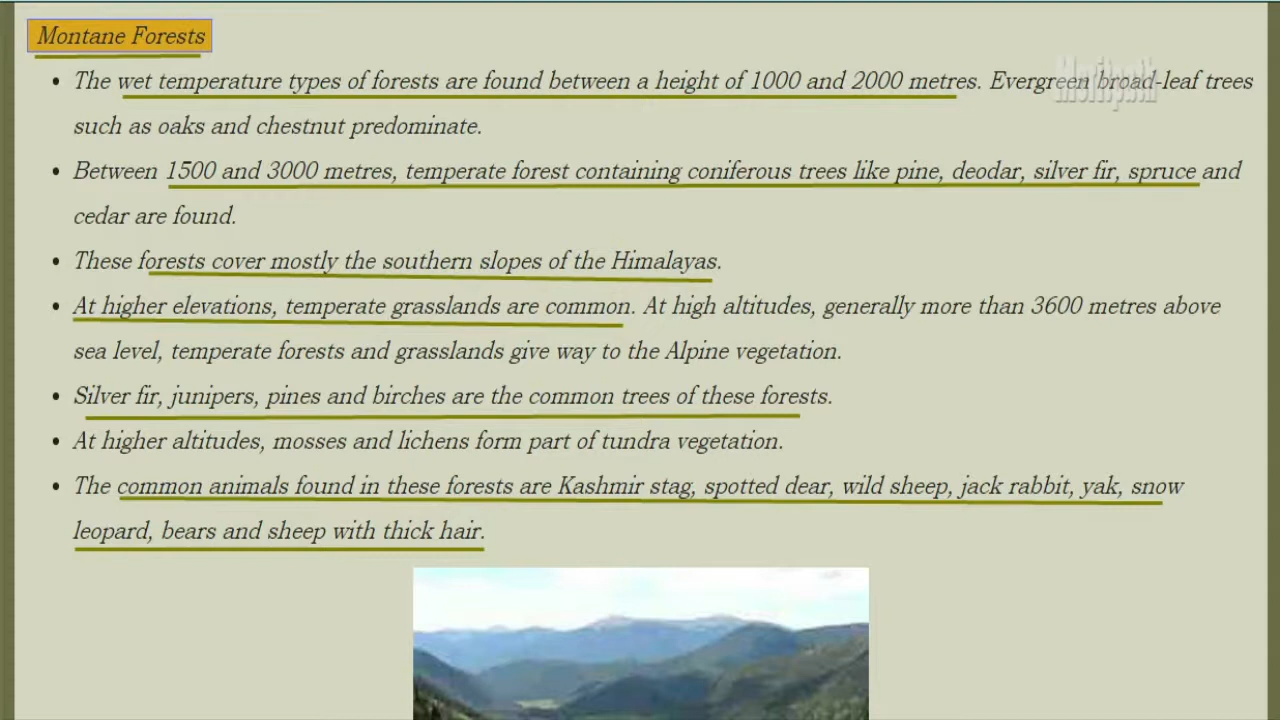 Montane Forests
• The wet temperature types of forests are found between a height of 1000 and 2000 metres. Evergreen broad-leaf trees
such as oaks and chestnut predominate.
• Between 1500 and 3000 metres, temperate forest containing coniferous trees like pine, deodar, silver fir, spruce and
cedar are found.
• These forests cover mostly the southern slopes of the Himalayas.
• At higher elevations, temperate grasslands are common. At high altitudes, generally more than 3600 metres above
sea level, temperate forests and grasslands give way to the Alpine vegetation.
• Silver fir, junipers, pines and birches are the common trees of these forests.
• At higher altitudes, mosses and lichens form part of tundra vegetation.
• The common animals found in these forests are Kashmir stag, spotted dear, wild sheep, jack rabbit, yak, snow
leopard, bears and sheep with thick hair.